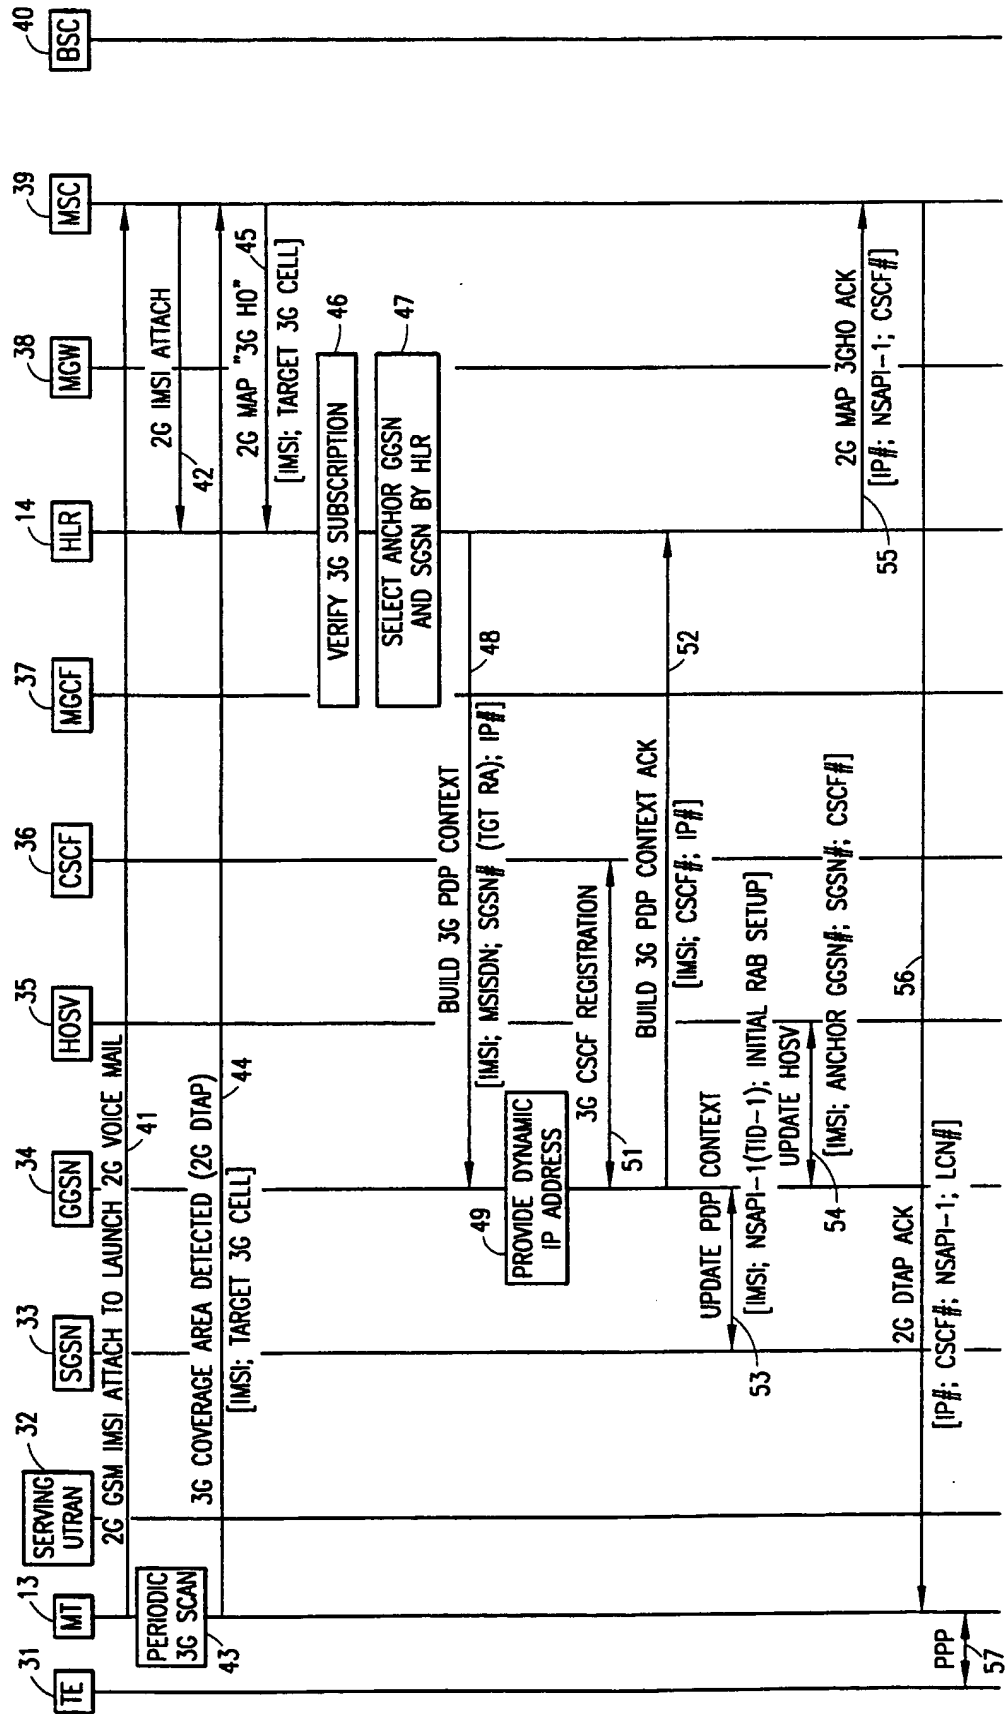 31
TE
13
MT
32
SERVING
UTRAN
33
SGSN
34
GGSN
35
HOSV
36
CSCF
37
MGCF
14
HLR
38
MGW
39
MSC
40
BSC
2G GSM IMSI ATTACH TO LAUNCH 2G VOICE MAIL
41
2G IMSI ATTACH
42
PERIODIC
3G SCAN
43
3G COVERAGE AREA DETECTED (2G DTAP)
44
[IMSI; TARGET 3G CELL]
2G MAP "3G HO"
45
[IMSI; TARGET 3G CELL]
VERIFY 3G SUBSCRIPTION
46
SELECT ANCHOR GGSN
AND SGSN BY HLR
47
BUILD 3G PDP CONTEXT
48
[IMSI; MSISDN; SGSN# (TGT RA); IP#]
49
PROVIDE DYNAMIC
IP ADDRESS
3G CSCF REGISTRATION
51
BUILD 3G PDP CONTEXT ACK
52
[IMSI; CSCF#; IP#]
UPDATE PDP CONTEXT
53
[IMSI; NSAPI-1(TID-1); INITIAL RAB SETUP]
UPDATE HOSV
54
[IMSI; ANCHOR GGSN#; SGSN#; CSCF#]
2G MAP 3GHO ACK
55
[IP#; NSAPI-1; CSCF#]
2G DTAP ACK
56
[IP#; CSCF#; NSAPI-1; LCN#]
PPP
57